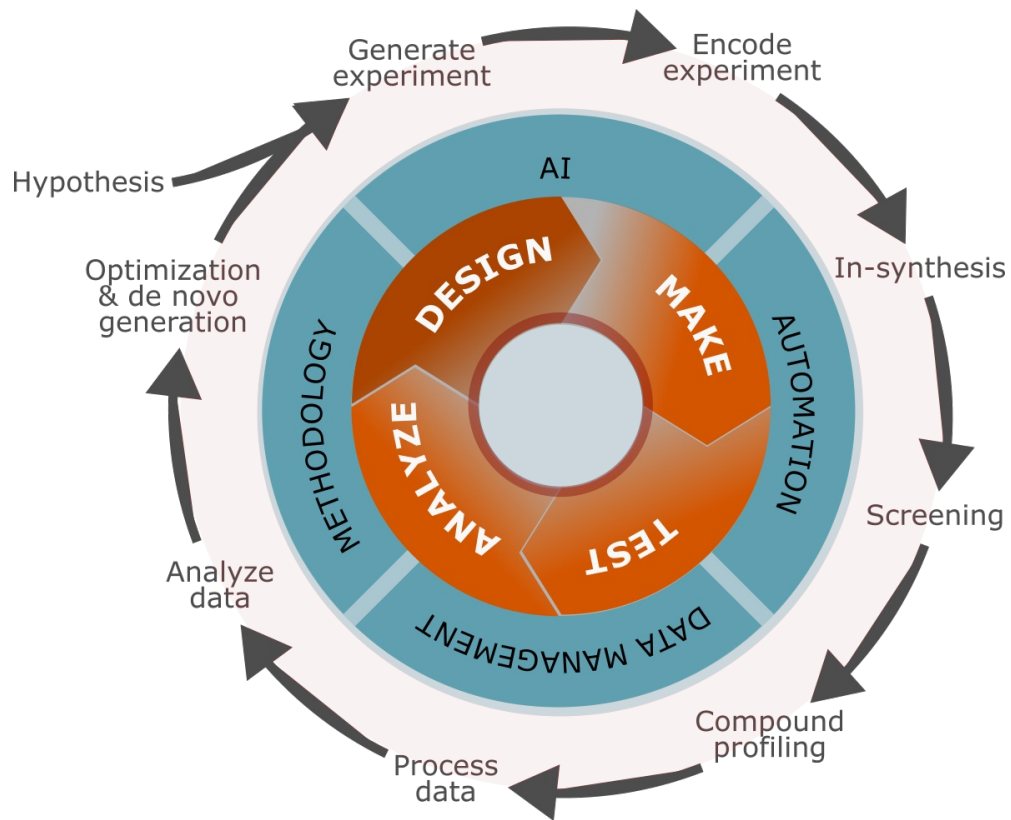 Generate
experiment
Encode
experiment
Hypothesis
AI
Optimization
& de novo
generation
In-synthesis
DESIGN
MAKE
METHODOLOGY
AUTOMATION
ANALYZE
TEST
Screening
Analyze
data
DATA MANAGEMENT
Compound
profiling
Process
data